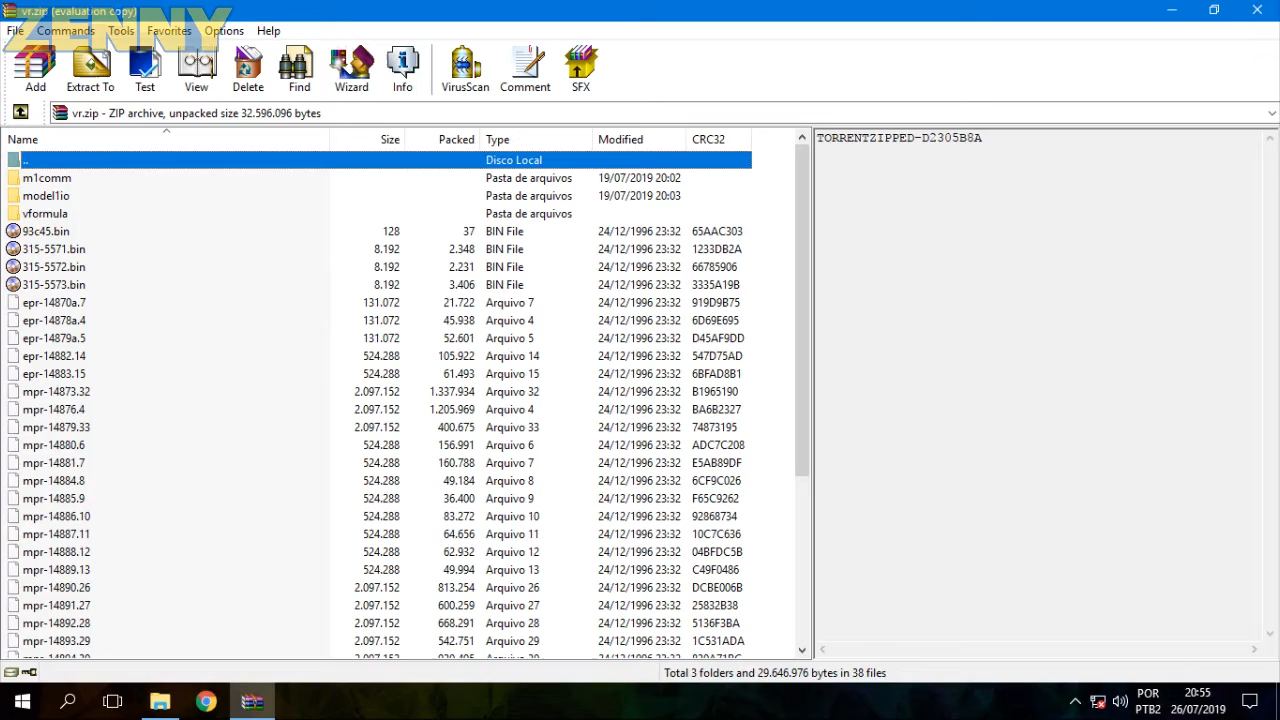 vr.zip (evaluation copy)
ZENNY
File Commands Tools Favorites Options Help
Add Extract To Test View Delete Find Wizard Info VirusScan Comment SFX
vr.zip - ZIP archive, unpacked size 32.596.096 bytes
Name Size Packed Type Modified CRC32
.. Disco Local
m1comm Pasta de arquivos 19/07/2019 20:02
model1io Pasta de arquivos 19/07/2019 20:03
vformula Pasta de arquivos
93c45.bin 128 37 BIN File 24/12/1996 23:32 65AAC303
315-5571.bin 8.192 2.348 BIN File 24/12/1996 23:32 1233DB2A
315-5572.bin 8.192 2.231 BIN File 24/12/1996 23:32 66785906
315-5573.bin 8.192 3.406 BIN File 24/12/1996 23:32 3335A19B
epr-14870a.7 131.072 21.722 Arquivo 7 24/12/1996 23:32 919D9B75
epr-14878a.4 131.072 45.938 Arquivo 4 24/12/1996 23:32 6D69E695
epr-14879a.5 131.072 52.601 Arquivo 5 24/12/1996 23:32 D45AF9DD
epr-14882.14 524.288 105.922 Arquivo 14 24/12/1996 23:32 547D75AD
epr-14883.15 524.288 61.493 Arquivo 15 24/12/1996 23:32 6BFAD8B1
mpr-14873.32 2.097.152 1.337.934 Arquivo 32 24/12/1996 23:32 B1965190
mpr-14876.4 2.097.152 1.205.969 Arquivo 4 24/12/1996 23:32 BA6B2327
mpr-14879.33 2.097.152 400.675 Arquivo 33 24/12/1996 23:32 74873195
mpr-14880.6 524.288 156.991 Arquivo 6 24/12/1996 23:32 ADC7C208
mpr-14881.7 524.288 160.788 Arquivo 7 24/12/1996 23:32 E5AB89DF
mpr-14884.8 524.288 49.184 Arquivo 8 24/12/1996 23:32 6CF9C026
mpr-14885.9 524.288 36.400 Arquivo 9 24/12/1996 23:32 F65C9262
mpr-14886.10 524.288 83.272 Arquivo 10 24/12/1996 23:32 92868734
mpr-14887.11 524.288 64.656 Arquivo 11 24/12/1996 23:32 10C7C636
mpr-14888.12 524.288 62.932 Arquivo 12 24/12/1996 23:32 04BFDC5B
mpr-14889.13 524.288 49.994 Arquivo 13 24/12/1996 23:32 C49F0486
mpr-14890.26 2.097.152 813.254 Arquivo 26 24/12/1996 23:32 DCBE006B
mpr-14891.27 2.097.152 600.259 Arquivo 27 24/12/1996 23:32 25832B38
mpr-14892.28 2.097.152 668.291 Arquivo 28 24/12/1996 23:32 5136F3BA
mpr-14893.29 2.097.152 542.751 Arquivo 29 24/12/1996 23:32 1C531ADA
TORRENTZIPPED-D2305B8A
Total 3 folders and 29.646.976 bytes in 38 files
POR
PTB2
20:55
26/07/2019